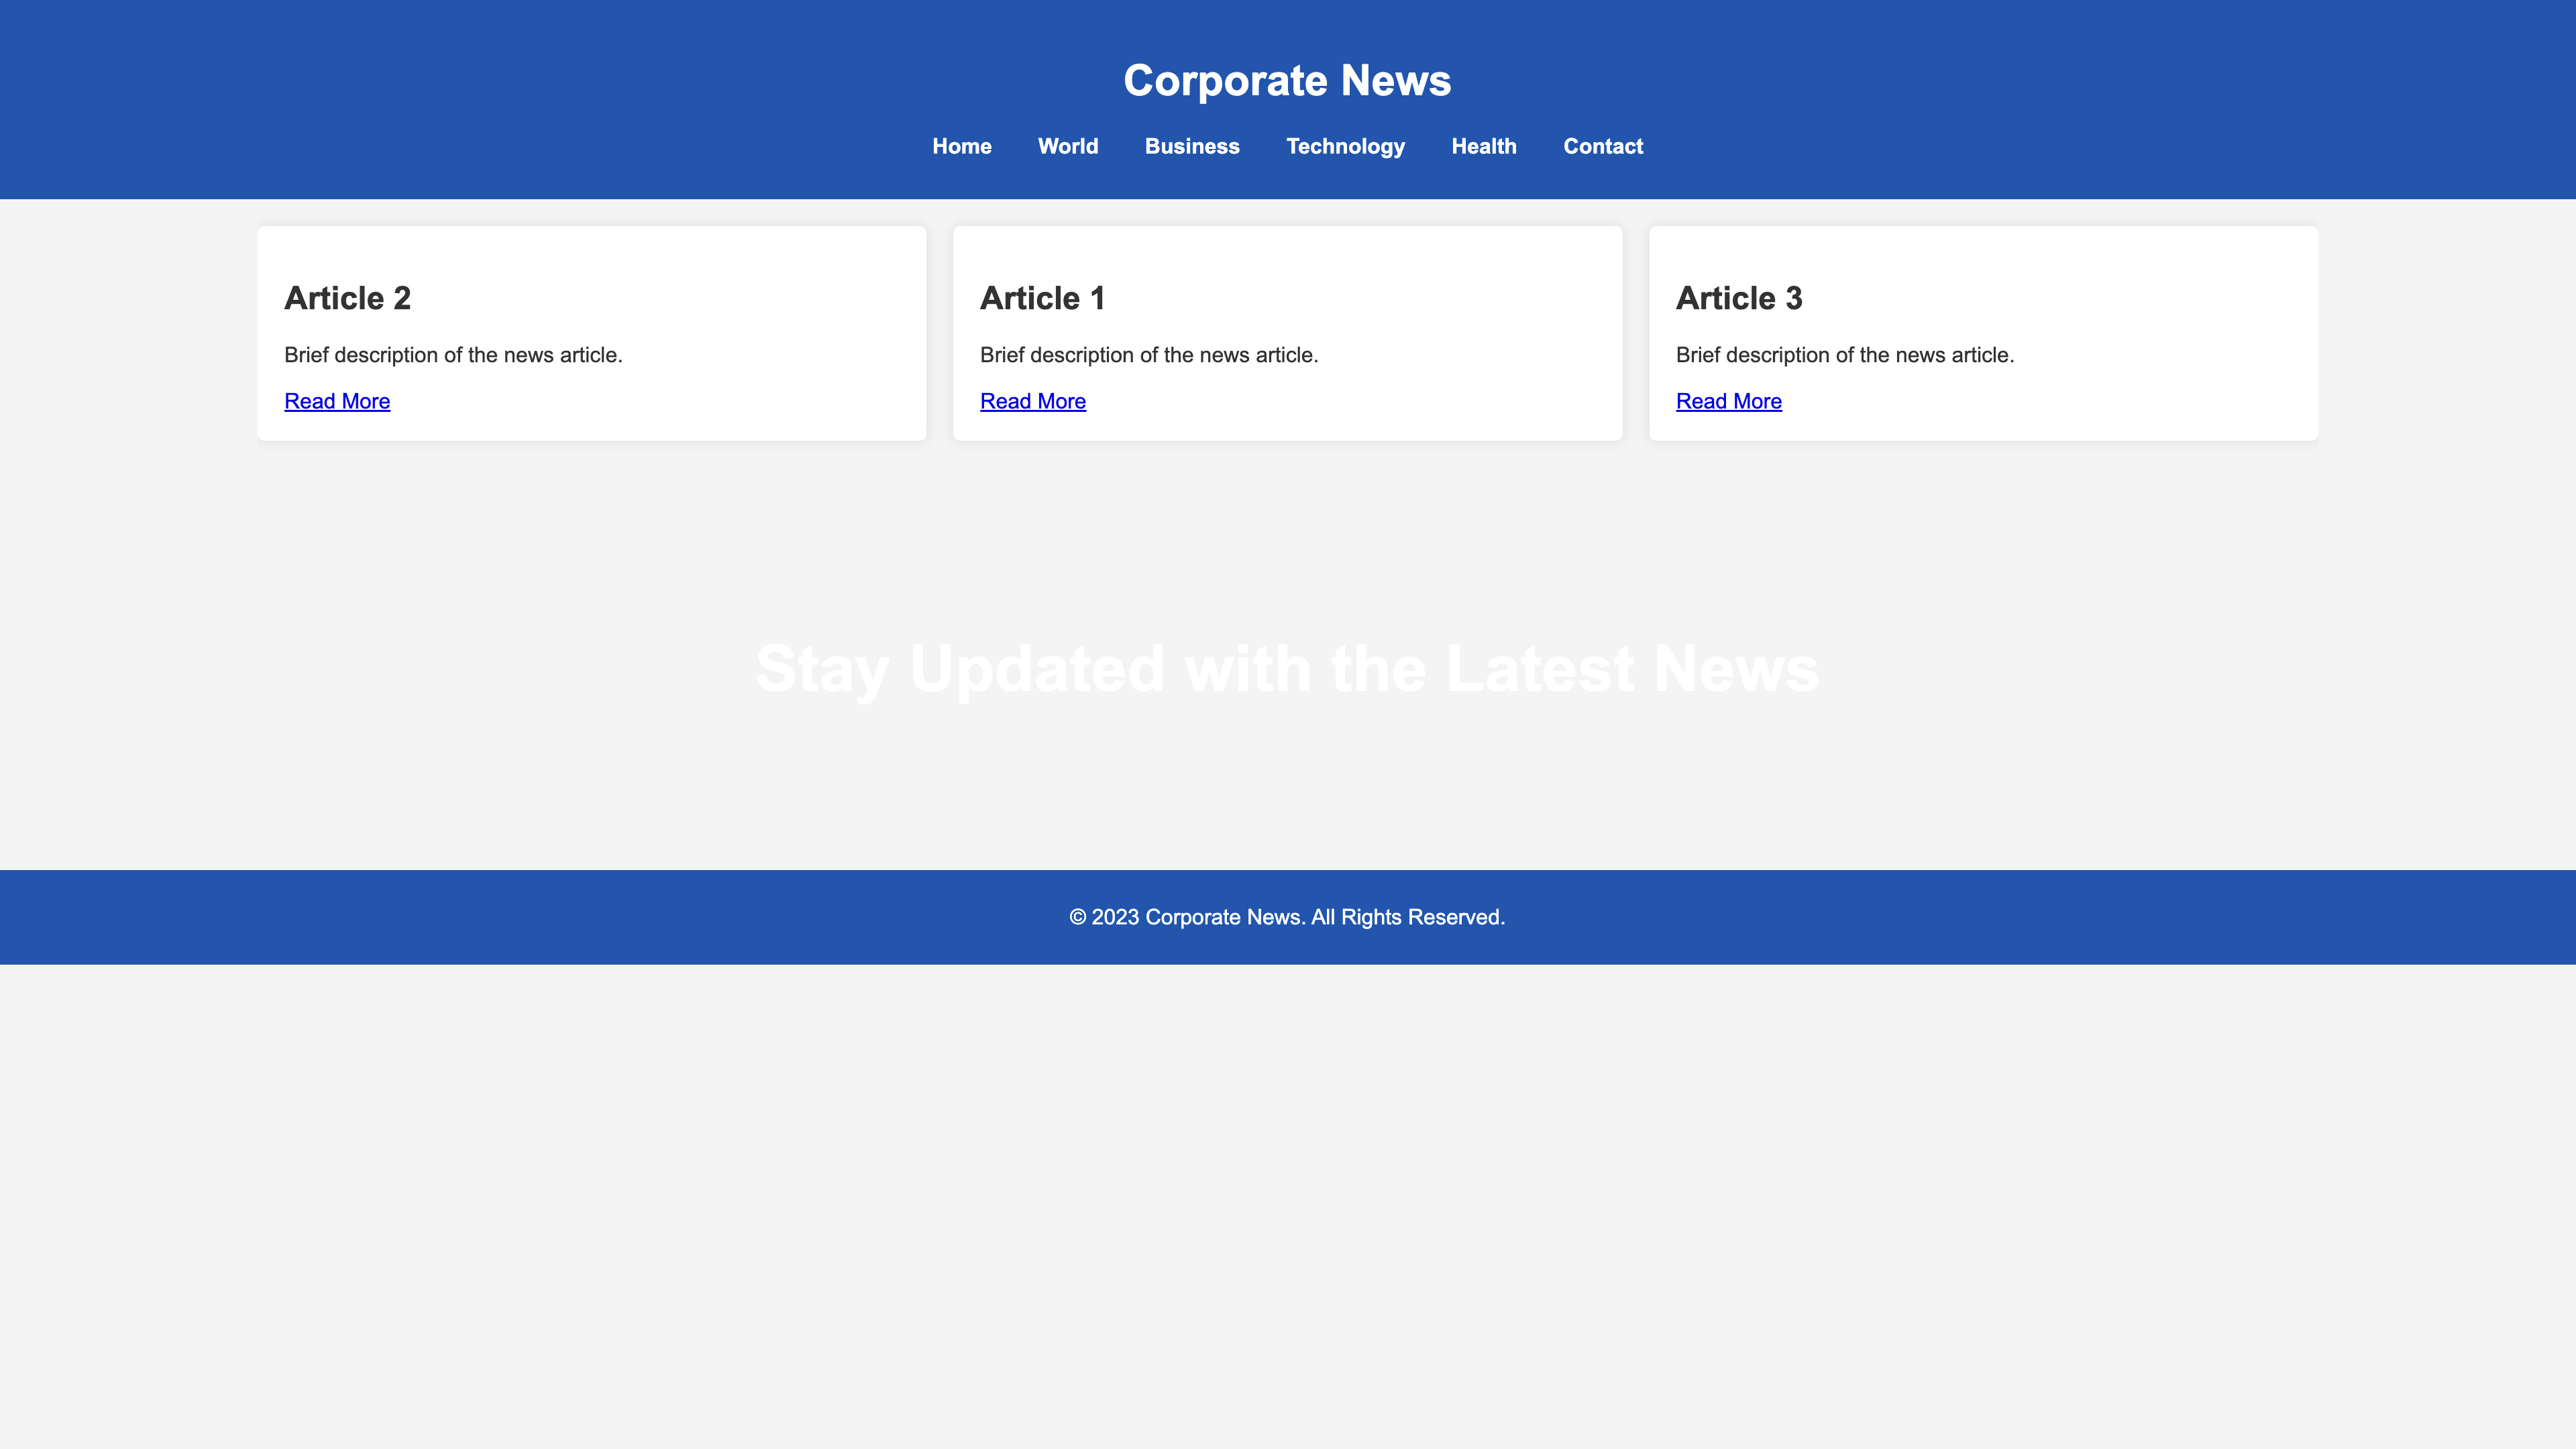 Corporate News
Home World Business Technology Health Contact
Article 2
Brief description of the news article.
Read More
Article 1
Brief description of the news article.
Read More
Article 3
Brief description of the news article.
Read More
Stay Updated with the Latest News
© 2023 Corporate News. All Rights Reserved.